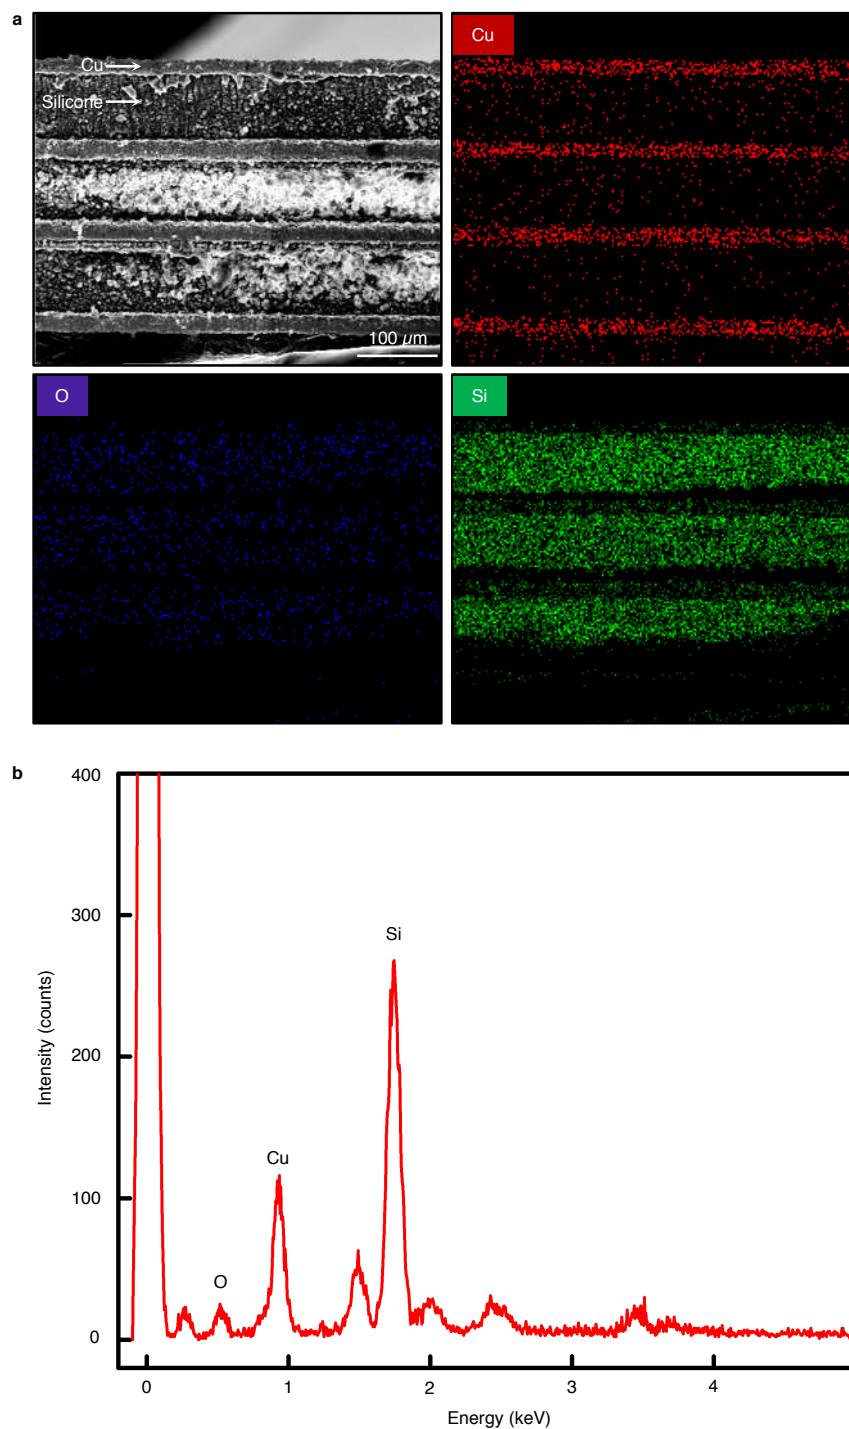 a
Cu
Cu
Silicone
100 µm
O
Si
b
400
300
200
100
0
Intensity (counts)
Si
Cu
O
0 1 2 3 4
Energy (keV)